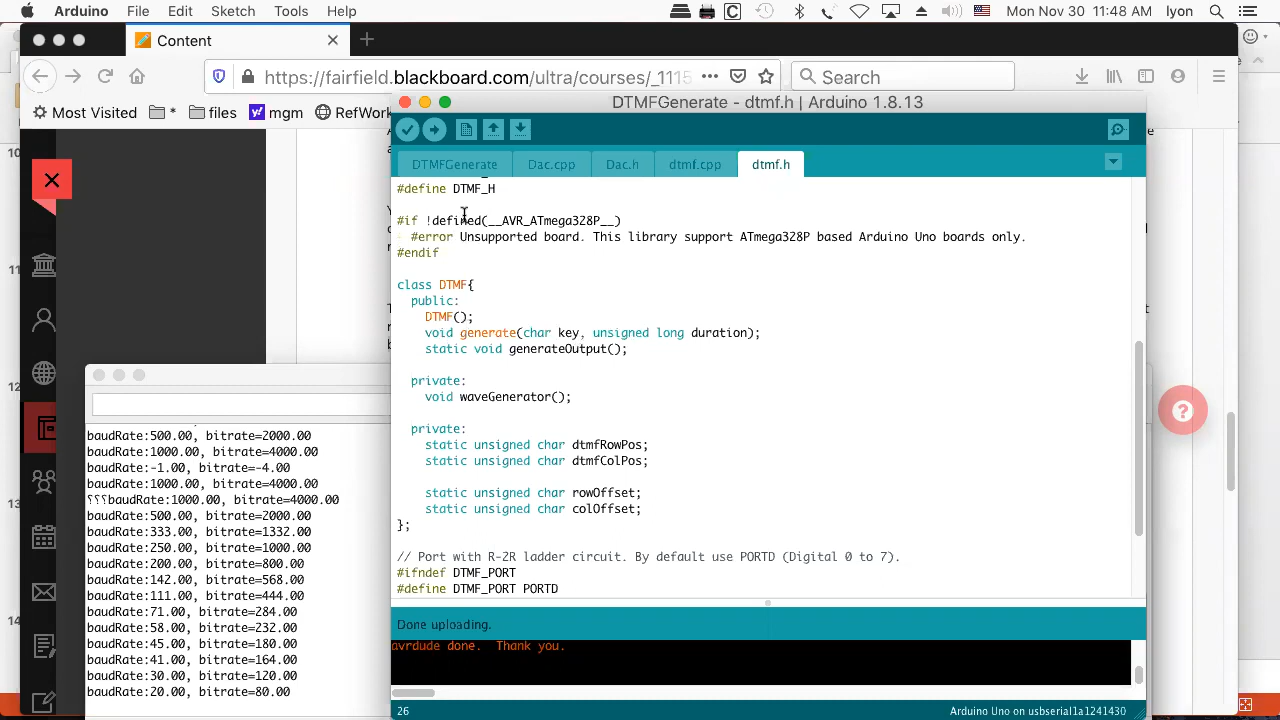 Arduino File Edit Sketch Tools Help Mon Nov 30 11:48 AM lyon
Content
https://fairfield.blackboard.com/ultra/courses/_1115 Search
Most Visited * files mgm RefWork
DTMFGenerate - dtmf.h | Arduino 1.8.13
DTMFGenerate Dac.cpp Dac.h dtmf.cpp dtmf.h
#define DTMF_H
#if !defined(__AVR_ATmega328P__)
#error Unsupported board. This library support ATmega328P based Arduino Uno boards only.
#endif
class DTMF{
public:
DTMF();
void generate(char key, unsigned long duration);
static void generateOutput();
private:
void waveGenerator();
private:
static unsigned char dtmfRowPos;
static unsigned char dtmfColPos;
static unsigned char rowOffset;
static unsigned char colOffset;
};
// Port with R-2R ladder circuit. By default use PORTD (Digital 0 to 7).
#ifndef DTMF_PORT
#define DTMF_PORT PORTD
Done uploading.
avrdude done. Thank you.
26 Arduino Uno on usbserial1a1241430
baudRate:500.00, bitrate=2000.00
baudRate:1000.00, bitrate=4000.00
baudRate:-1.00, bitrate=-4.00
baudRate:1000.00, bitrate=4000.00
⸮⸮⸮baudRate:1000.00, bitrate=4000.00
baudRate:500.00, bitrate=2000.00
baudRate:333.00, bitrate=1332.00
baudRate:250.00, bitrate=1000.00
baudRate:200.00, bitrate=800.00
baudRate:142.00, bitrate=568.00
baudRate:111.00, bitrate=444.00
baudRate:71.00, bitrate=284.00
baudRate:58.00, bitrate=232.00
baudRate:45.00, bitrate=180.00
baudRate:41.00, bitrate=164.00
baudRate:30.00, bitrate=120.00
baudRate:20.00, bitrate=80.00
10
11
12
13
14